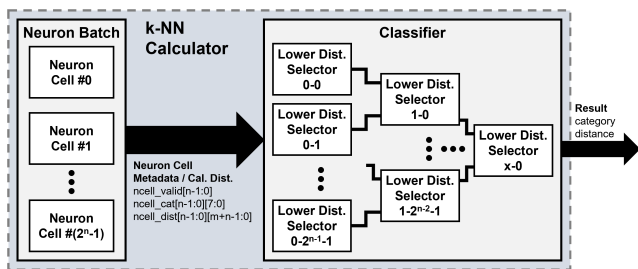 Neuron Batch
Neuron
Cell #0
Neuron
Cell #1
Neuron
Cell #(2ⁿ-1)
k-NN
Calculator
Neuron Cell
Metadata / Cal. Dist.
ncell_valid[n-1:0]
ncell_cat[n-1:0][7:0]
ncell_dist[n-1:0][m+n-1:0]
Classifier
Lower Dist.
Selector
0-0
Lower Dist.
Selector
0-1
Lower Dist.
Selector
0-2ⁿ⁻¹-1
Lower Dist.
Selector
1-0
Lower Dist.
Selector
1-2ⁿ⁻²-1
Lower Dist.
Selector
x-0
Result
category
distance